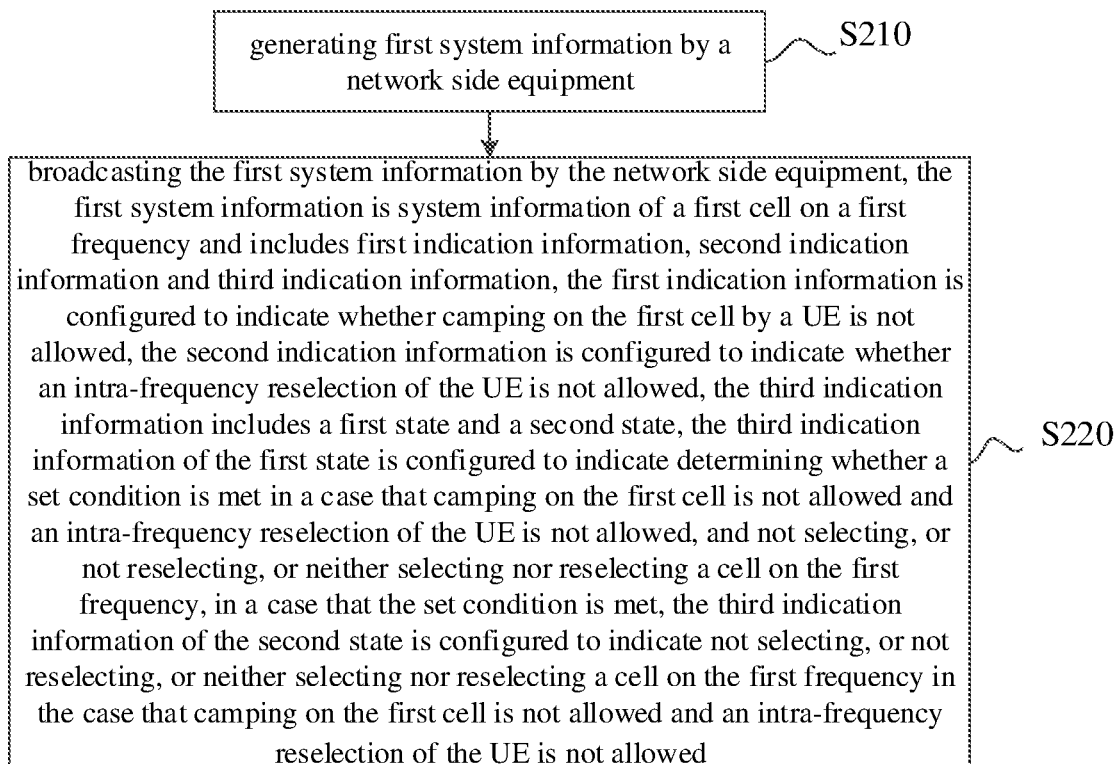 generating first system information by a
network side equipment
S210
broadcasting the first system information by the network side equipment, the
first system information is system information of a first cell on a first
frequency and includes first indication information, second indication
information and third indication information, the first indication information is
configured to indicate whether camping on the first cell by a UE is not
allowed, the second indication information is configured to indicate whether
an intra-frequency reselection of the UE is not allowed, the third indication
information includes a first state and a second state, the third indication
information of the first state is configured to indicate determining whether a
set condition is met in a case that camping on the first cell is not allowed and
an intra-frequency reselection of the UE is not allowed, and not selecting, or
not reselecting, or neither selecting nor reselecting a cell on the first
frequency, in a case that the set condition is met, the third indication
information of the second state is configured to indicate not selecting, or not
reselecting, or neither selecting nor reselecting a cell on the first frequency in
the case that camping on the first cell is not allowed and an intra-frequency
reselection of the UE is not allowed
S220